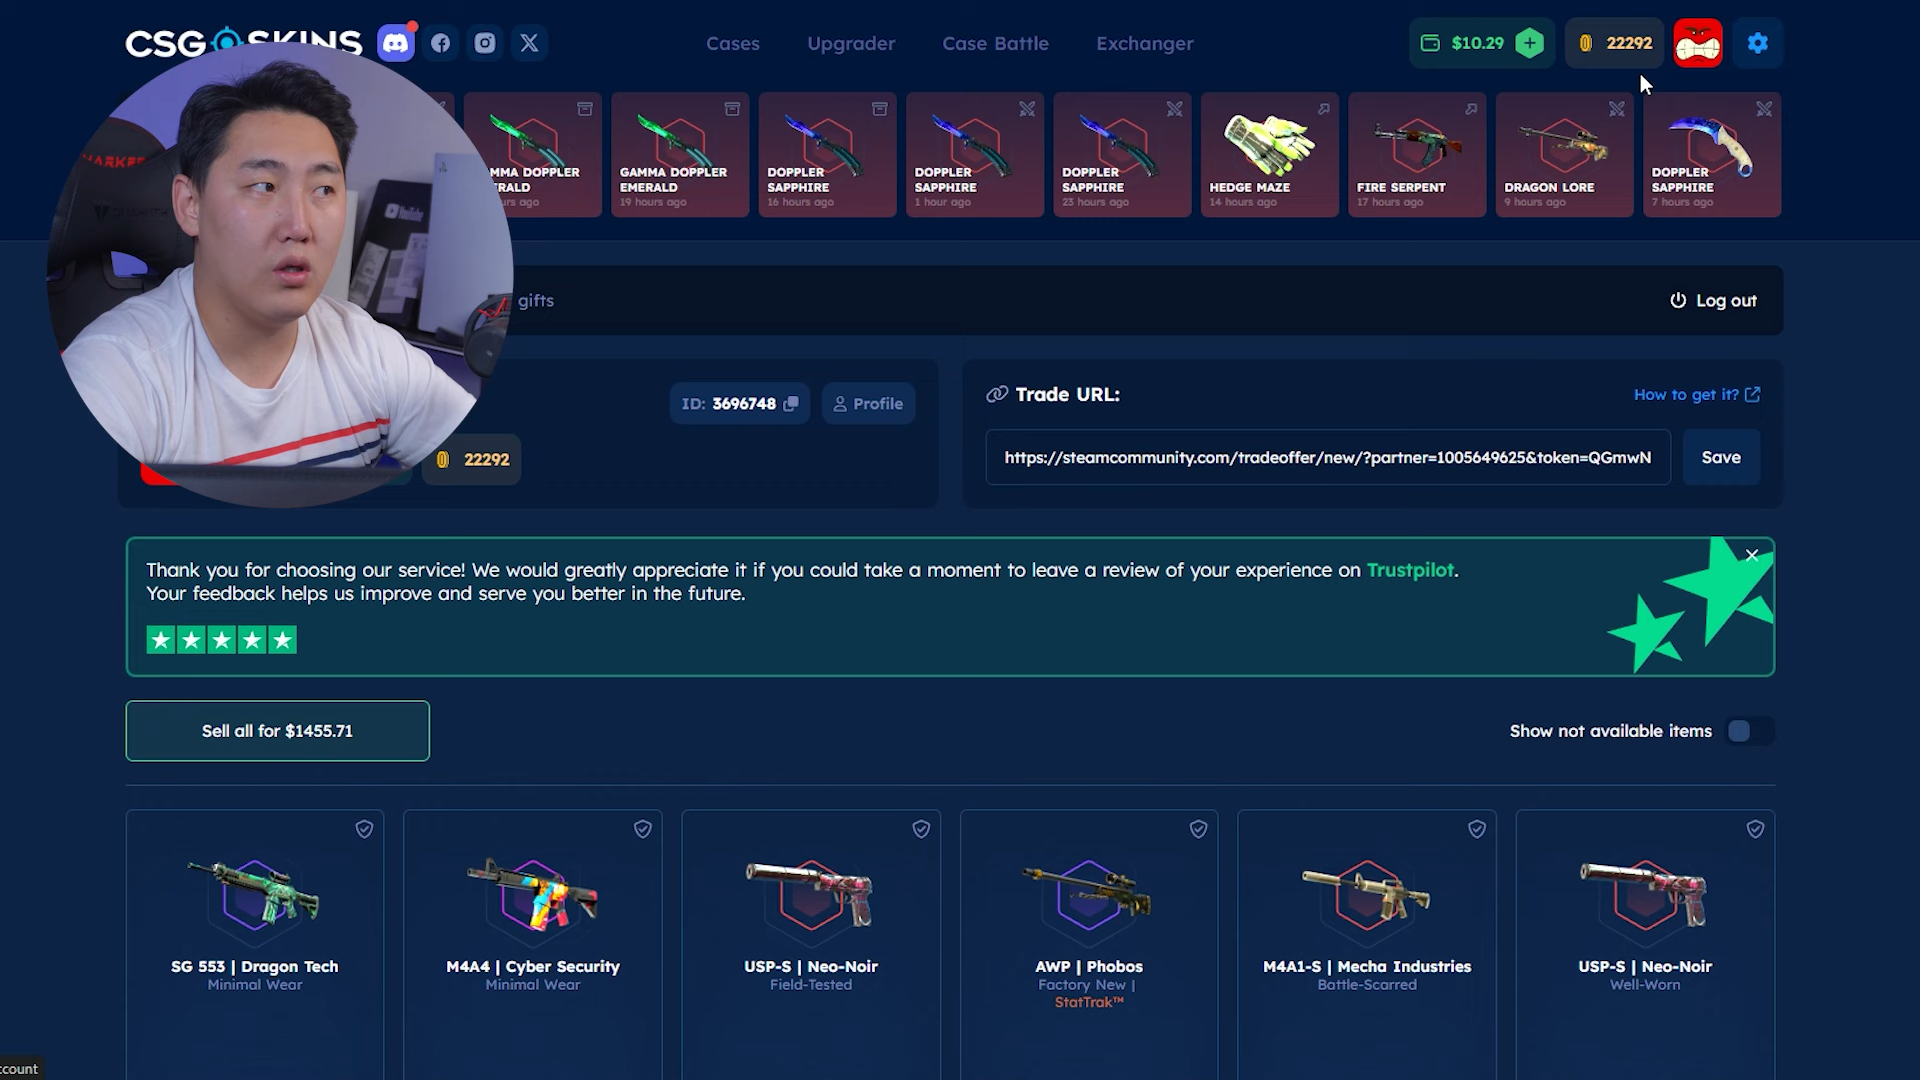 CSG SKINS
Cases
Upgrader
Case Battle
Exchanger
$10.29
22292
MMA DOPPLER
19 hours ago
GAMMA DOPPLER
EMERALD
DOPPLER
SAPPHIRE
16 hours ago
DOPPLER
SAPPHIRE
1 hour ago
DOPPLER
SAPPHIRE
23 hours ago
HEDGE MAZE
14 hours ago
FIRE SERPENT
17 hours ago
DRAGON LORE
9 hours ago
DOPPLER
SAPPHIRE
7 hours ago
YouTube
gifts
Log out
ID: 3696748
Profile
22292
Trade URL:
How to get it?
https://steamcommunity.com/tradeoffer/new/?partner=1005649625&token=QGmwN
Save
Thank you for choosing our service! We would greatly appreciate it if you could take a moment to leave a review of your experience on Trustpilot.
Your feedback helps us improve and serve you better in the future.
Sell all for $1455.71
Show not available items
SG 553 | Dragon Tech
Minimal Wear
M4A4 | Cyber Security
Minimal Wear
USP-S | Neo-Noir
Field-Tested
AWP | Phobos
Factory New |
StatTrak™
M4A1-S | Mecha Industries
Battle-Scarred
USP-S | Neo-Noir
Well-Worn
ccount